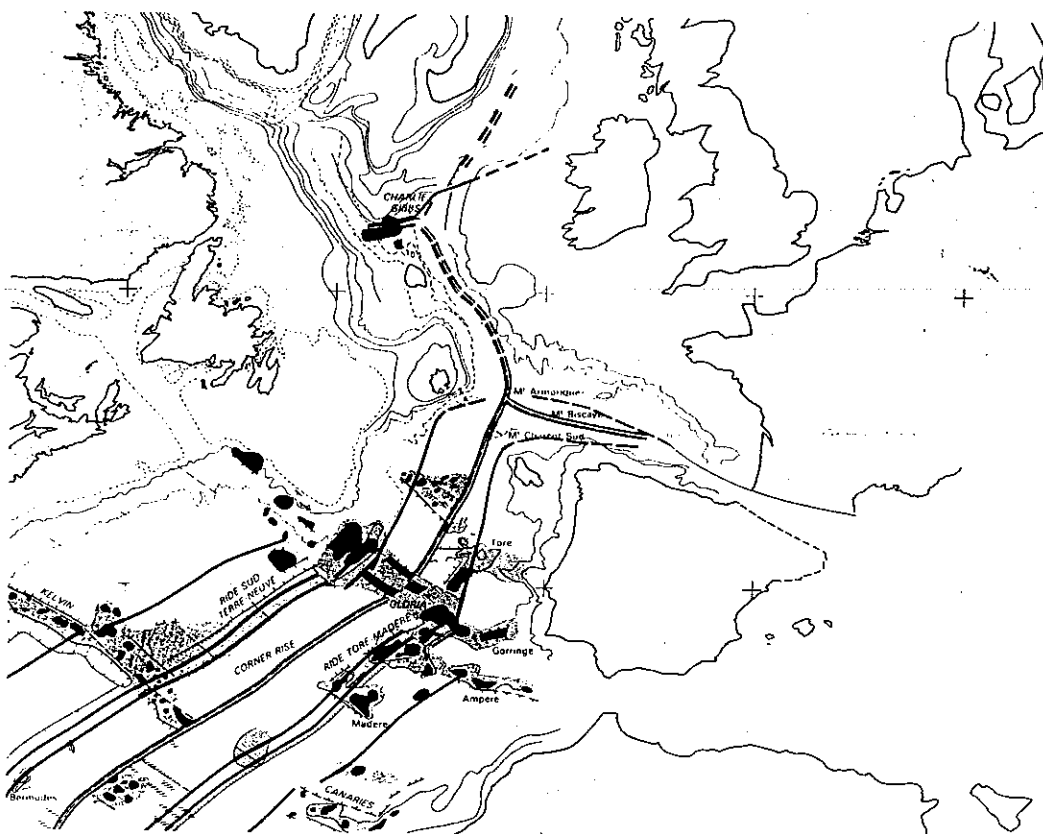 CHARLIE
GIBBS
Mt Armorique
Mt Biscaye
Mt Charcot Sud
Tore
KELVIN
RIDE SUD
TERRE NEUVE
GLORIA
CORNER RISE
RIDE TORE MADERE
Gorringe
Ampere
Madere
Bermudes
CANARIES